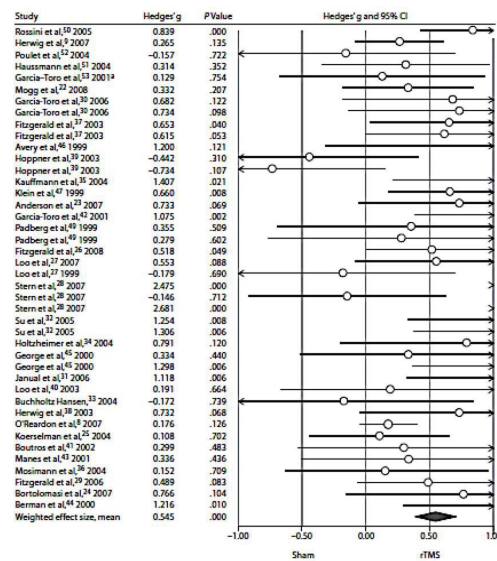 Study Hedges' g P Value Hedges' g and 95% CI
Rossini et al,50 2005 0.839 .000
Herwig et al,9 2007 0.265 .135
Poulet et al,52 2004 −0.157 .722
Haussmann et al,51 2004 0.314 .352
Garcia-Toro et al,53 2001a 0.129 .754
Mogg et al,22 2008 0.332 .207
Garcia-Toro et al,30 2006 0.682 .122
Garcia-Toro et al,30 2006 0.734 .098
Fitzgerald et al,37 2003 0.653 .040
Fitzgerald et al,37 2003 0.615 .053
Avery et al,46 1999 1.200 .121
Hoppner et al,39 2003 −0.442 .310
Hoppner et al,39 2003 −0.734 .107
Kauffmann et al,35 2004 1.407 .021
Klein et al,47 1999 0.660 .008
Anderson et al,23 2007 0.733 .069
Garcia-Toro et al,42 2001 1.075 .002
Padberg et al,49 1999 0.355 .509
Padberg et al,49 1999 0.279 .602
Fitzgerald et al,26 2008 0.518 .049
Loo et al,27 2007 0.553 .088
Loo et al,27 1999 −0.179 .690
Stern et al,28 2007 2.475 .000
Stern et al,28 2007 −0.146 .712
Stern et al,28 2007 2.681 .000
Su et al,32 2005 1.254 .008
Su et al,32 2005 1.306 .006
Holtzheimer et al,34 2004 0.791 .120
George et al,45 2000 0.334 .440
George et al,45 2000 1.298 .006
Janual et al,31 2006 1.118 .006
Loo et al,40 2003 0.191 .664
Buchholtz Hansen,33 2004 −0.172 .739
Herwig et al,38 2003 0.732 .068
O'Reardon et al,8 2007 0.176 .126
Koerselman et al,25 2004 0.108 .702
Boutros et al,41 2002 0.299 .483
Manes et al,43 2001 0.336 .436
Mosimann et al,36 2004 0.152 .709
Fitzgerald et al,29 2006 0.489 .083
Bortolomasi et al,24 2007 0.766 .104
Berman et al,44 2000 1.216 .010
Weighted effect size, mean 0.545 .000
−1.00 −0.50 0.00 0.50 1.0
Sham rTMS